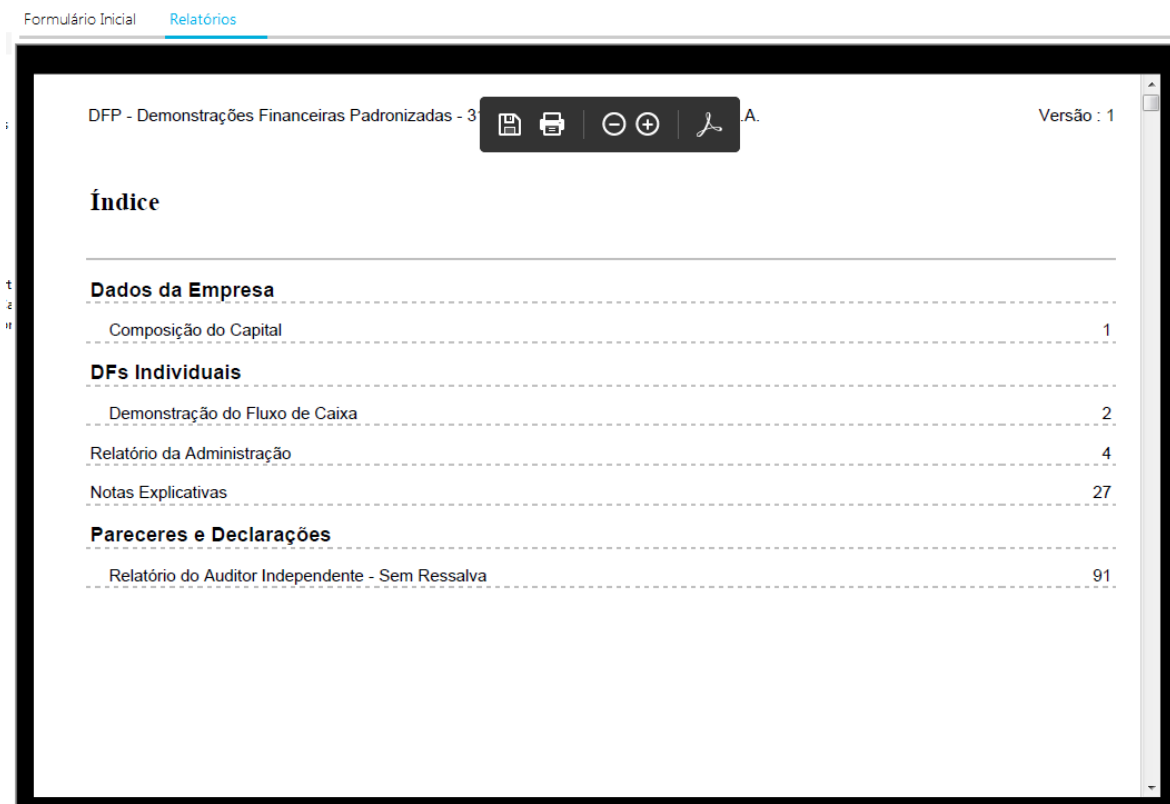 Formulário Inicial Relatórios
DFP - Demonstrações Financeiras Padronizadas - .A. Versão : 1
Índice
Dados da Empresa
Composição do Capital 1
DFs Individuais
Demonstração do Fluxo de Caixa 2
Relatório da Administração 4
Notas Explicativas 27
Pareceres e Declarações
Relatório do Auditor Independente - Sem Ressalva 91